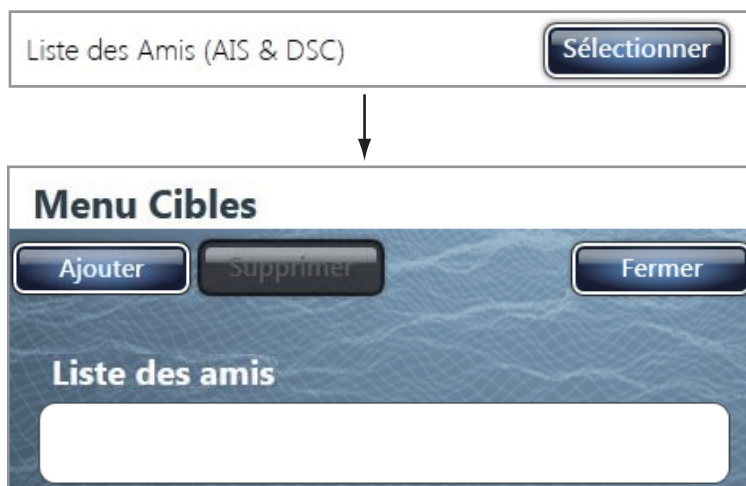 Liste des Amis (AIS & DSC) Sélectionner
Menu Cibles
Ajouter Supprimer Fermer
Liste des amis